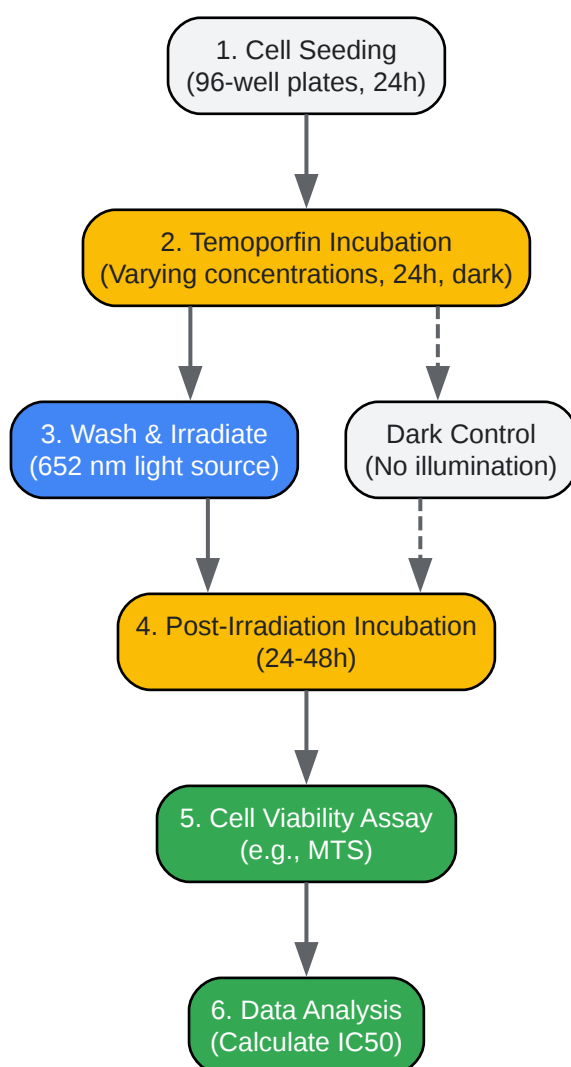 1. Cell Seeding
(96-well plates, 24h)
2. Temoporfin Incubation
(Varying concentrations, 24h, dark)
3. Wash & Irradiate
(652 nm light source)
Dark Control
(No illumination)
4. Post-Irradiation Incubation
(24-48h)
5. Cell Viability Assay
(e.g., MTS)
6. Data Analysis
(Calculate IC50)